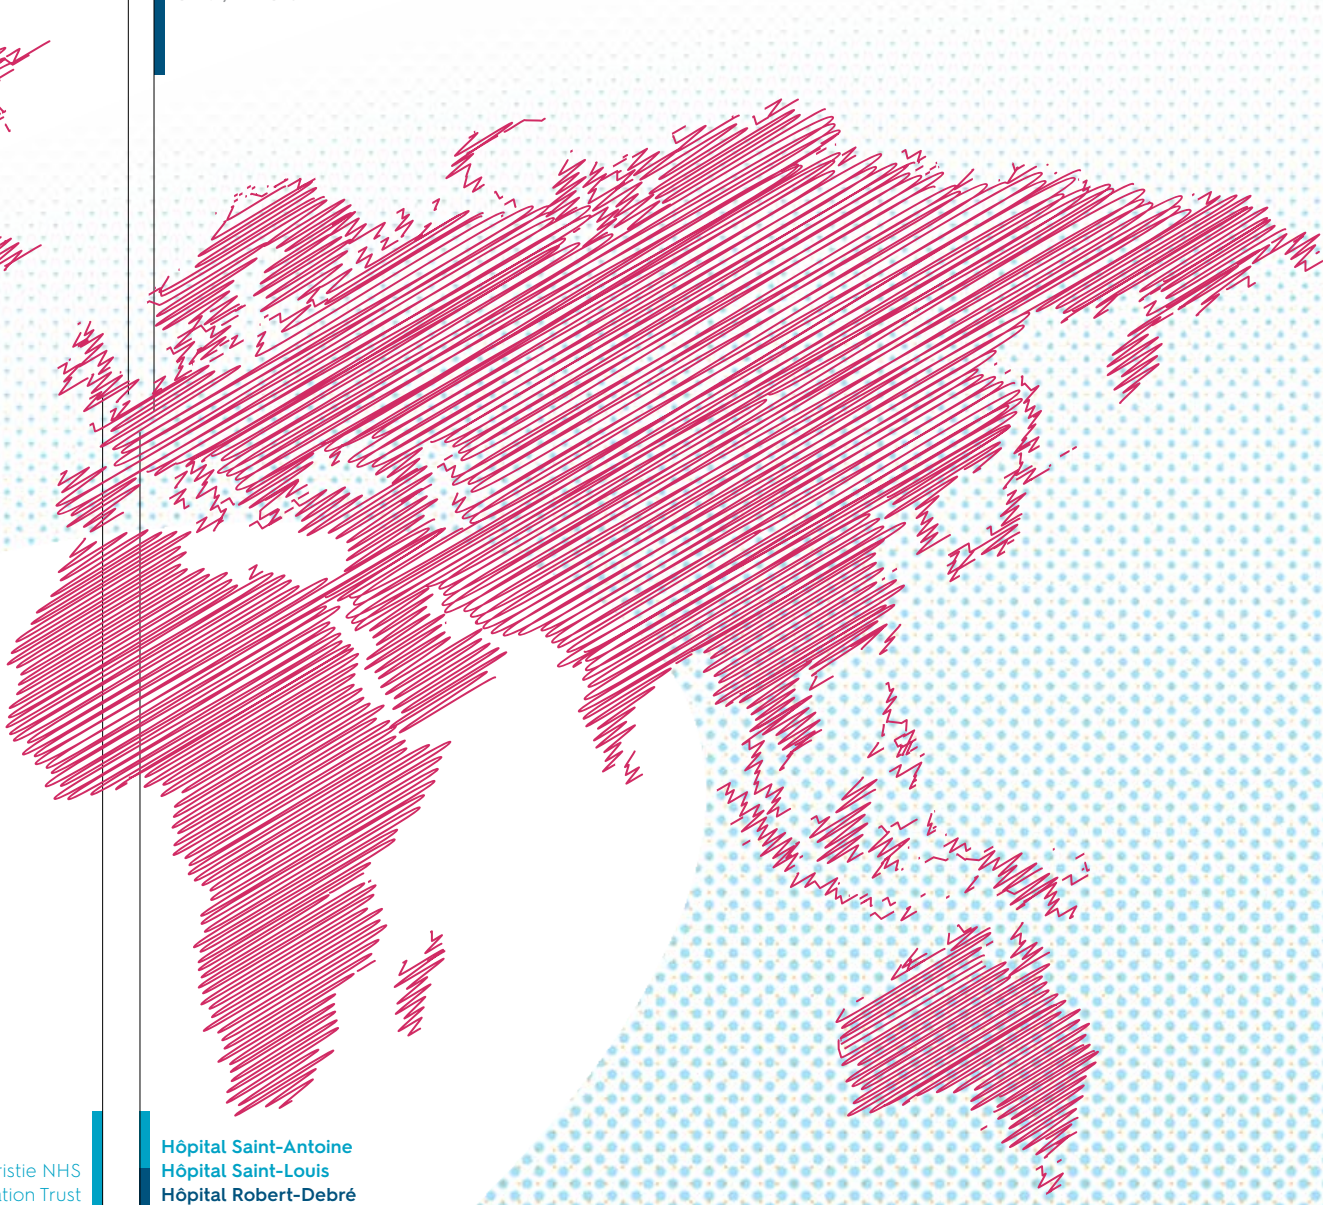 ristie NHS
ation Trust
Hôpital Saint-Antoine
Hôpital Saint-Louis
Hôpital Robert-Debré